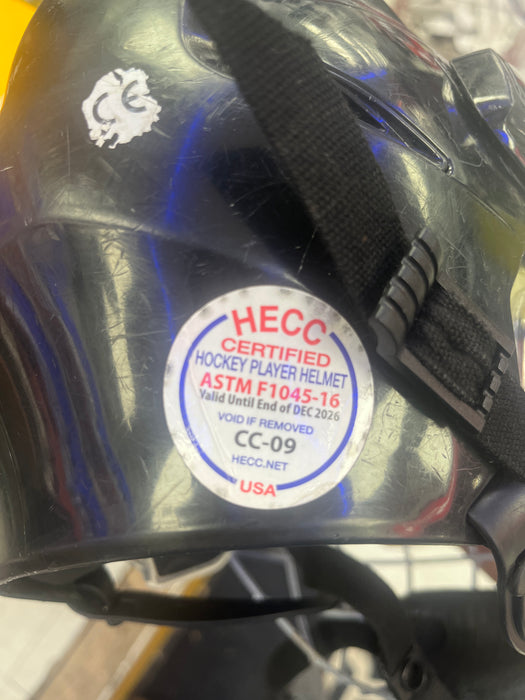 CE
HECC
CERTIFIED
HOCKEY PLAYER HELMET
ASTM F1045-16
Valid Until End of DEC 2026
VOID IF REMOVED
CC-09
HECC.NET
USA